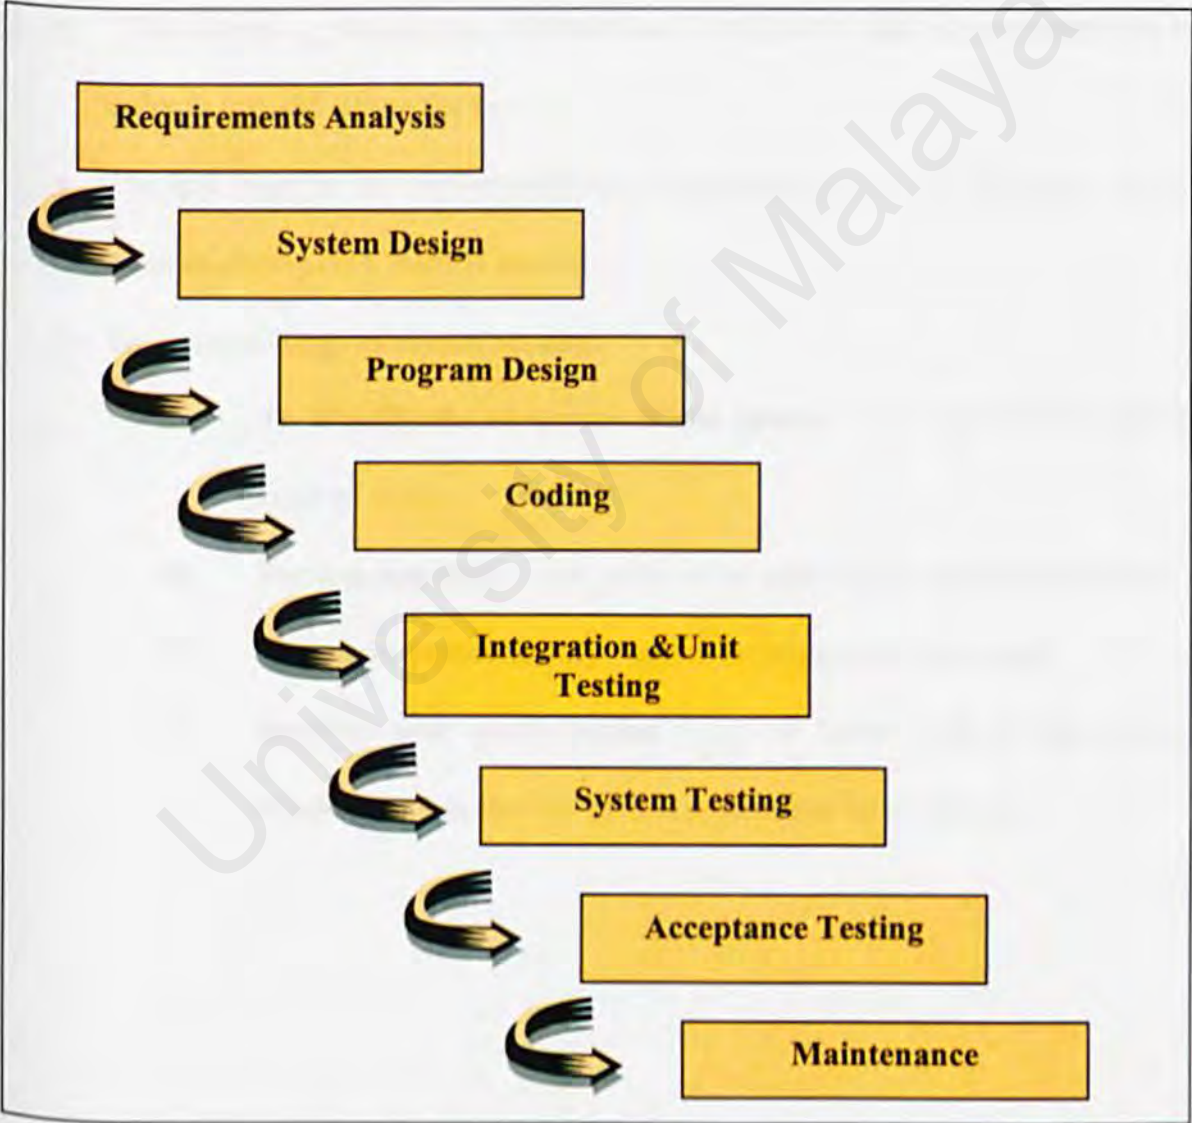 Requirements Analysis
System Design
Program Design
Coding
Integration &Unit
Testing
System Testing
Acceptance Testing
Maintenance
University of Malaya